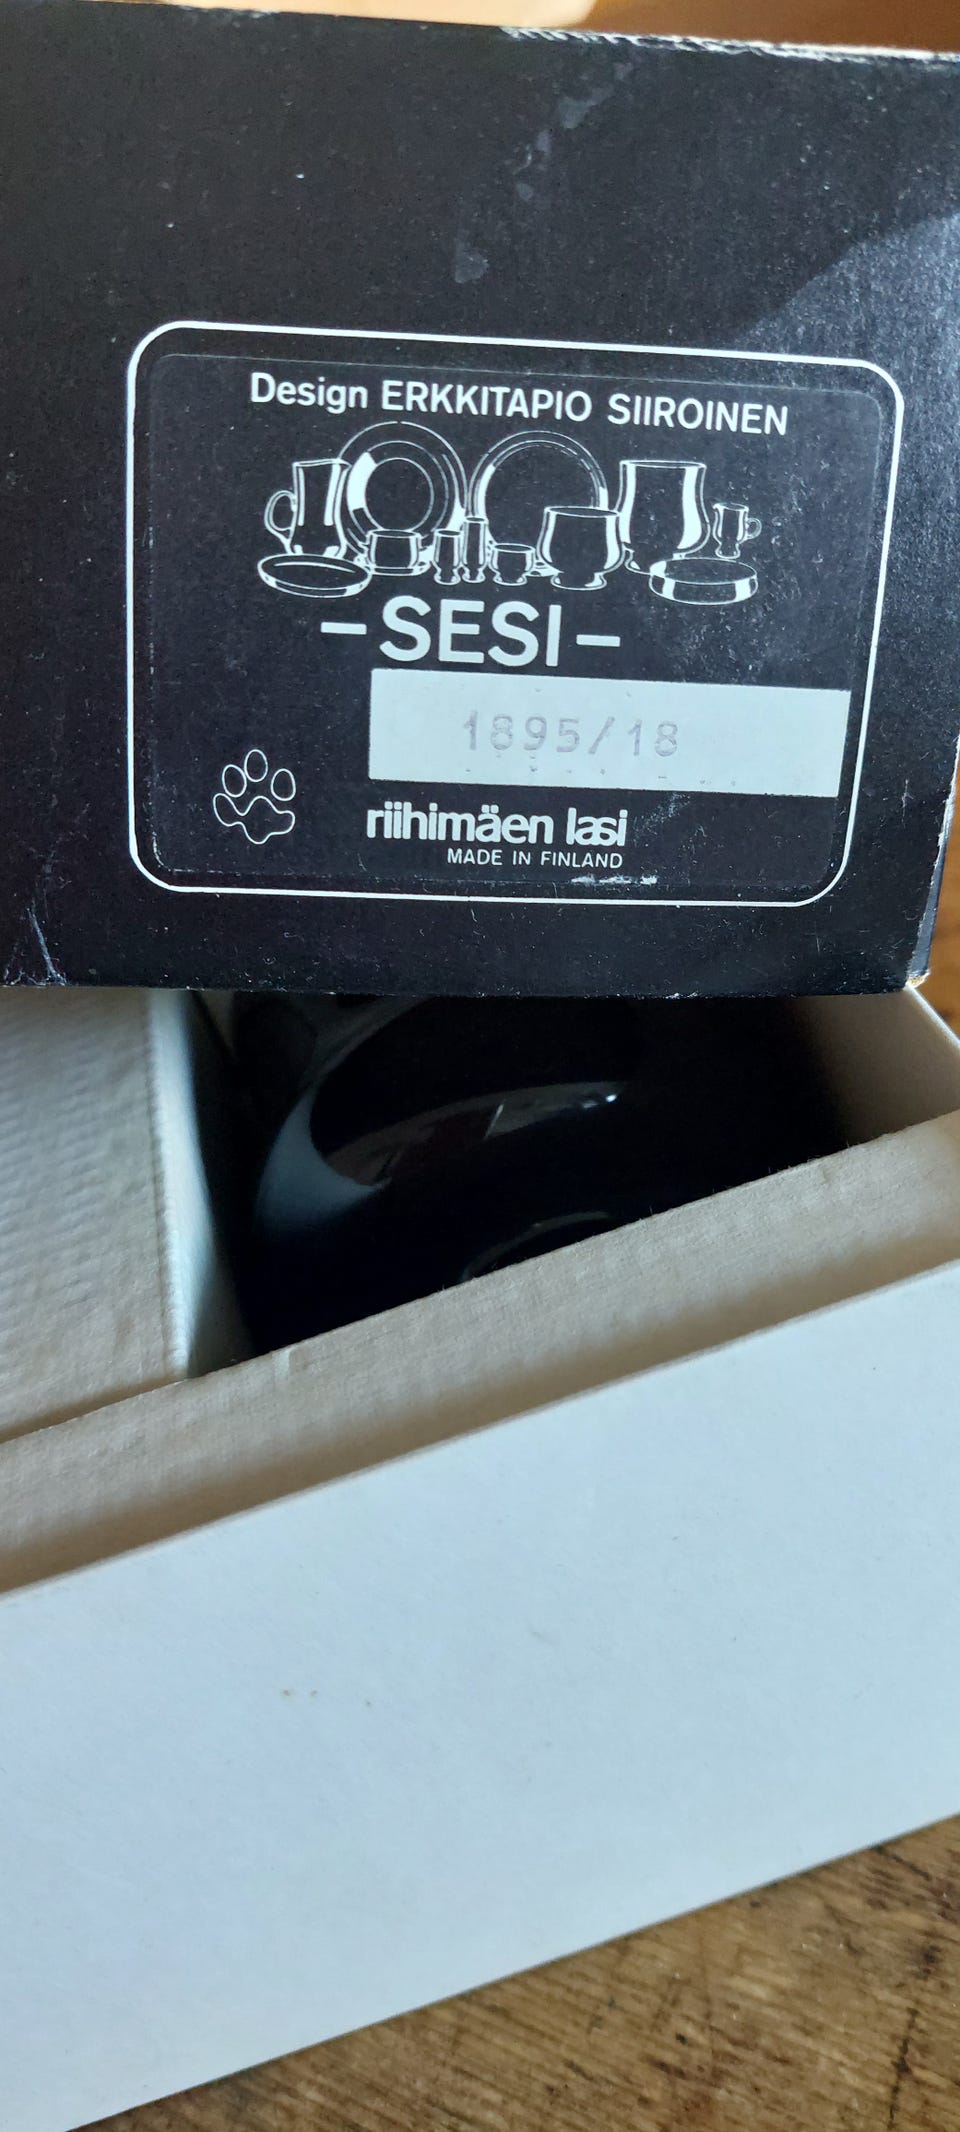 Design ERKKITAPIO SIIROINEN
-SESI-
1895/18
riihimäen lasi
MADE IN FINLAND